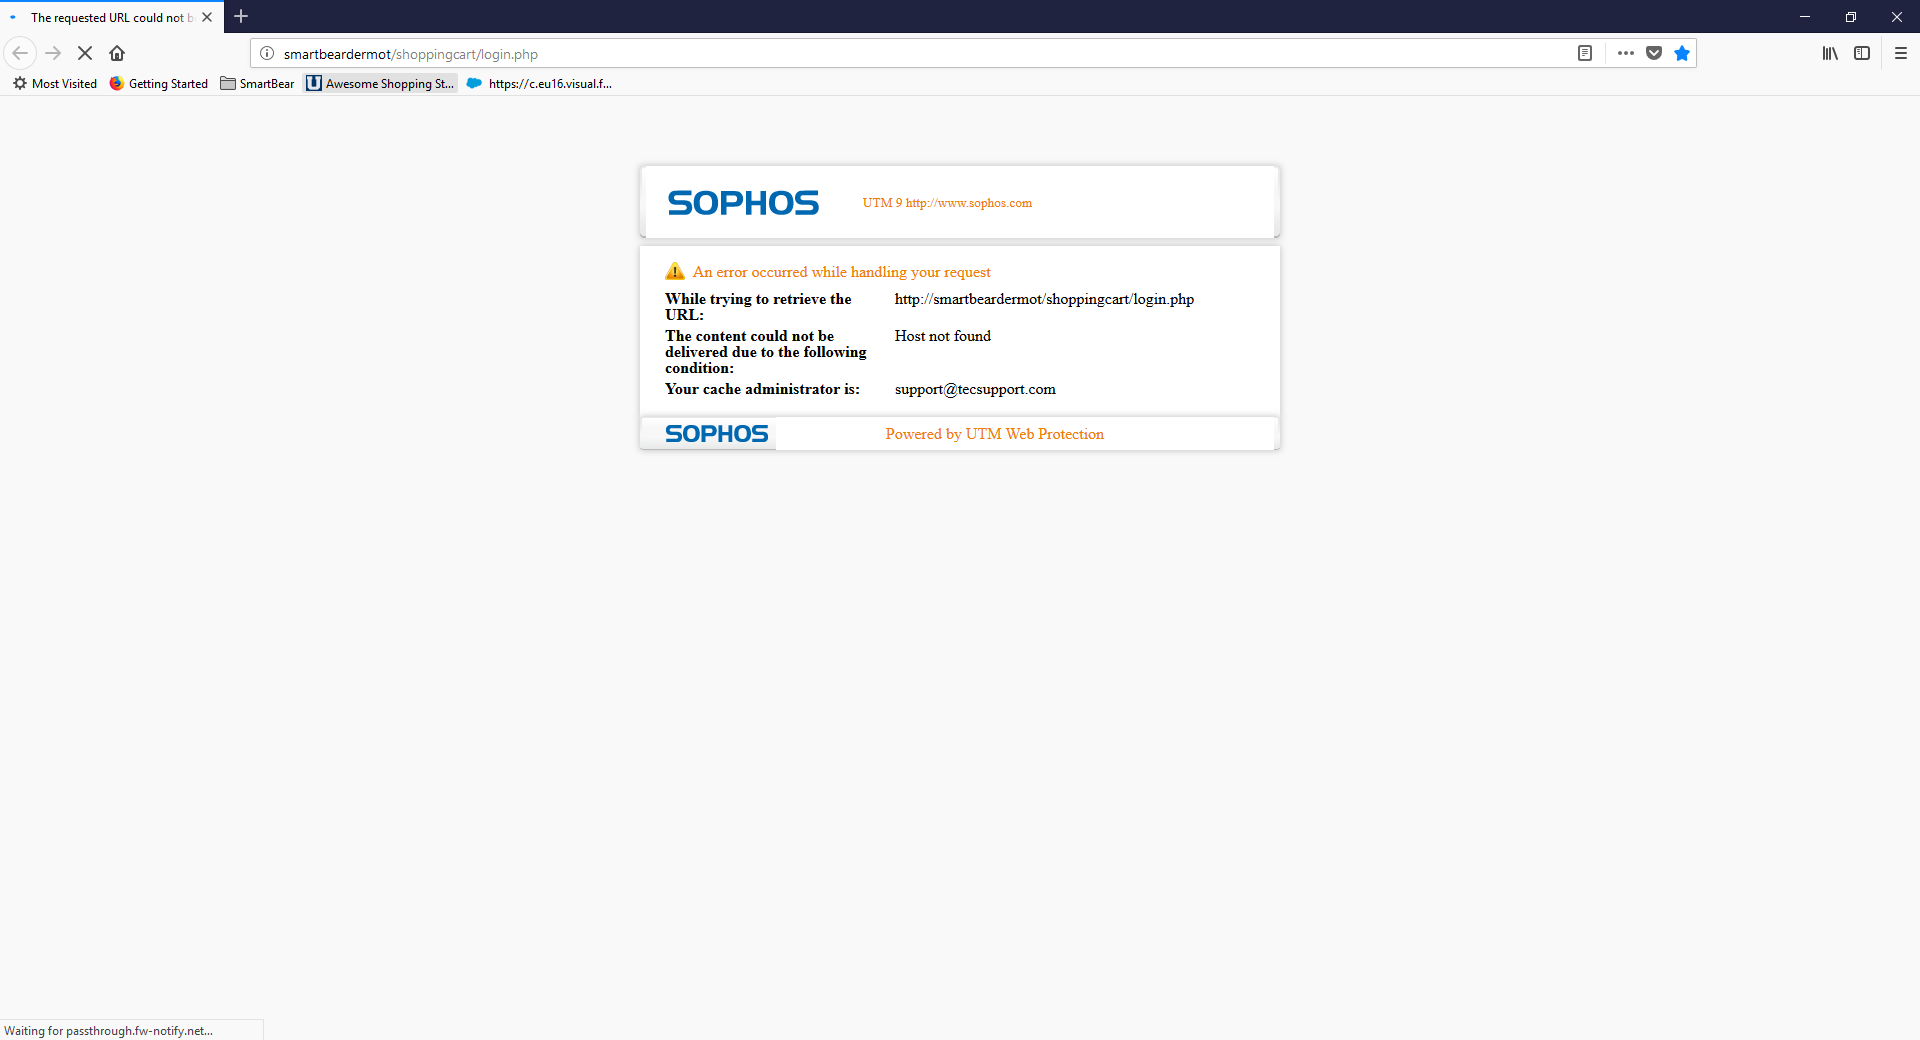 The requested URL could not b
smartbeardermot/shoppingcart/login.php
Most Visited
Getting Started
SmartBear
Awesome Shopping St...
https://c.eu16.visual.f...
SOPHOS
UTM 9 http://www.sophos.com
An error occurred while handling your request
While trying to retrieve the
URL:
http://smartbeardermot/shoppingcart/login.php
The content could not be
delivered due to the following
condition:
Host not found
Your cache administrator is:
support@tecsupport.com
SOPHOS
Powered by UTM Web Protection
Waiting for passthrough.fw-notify.net...